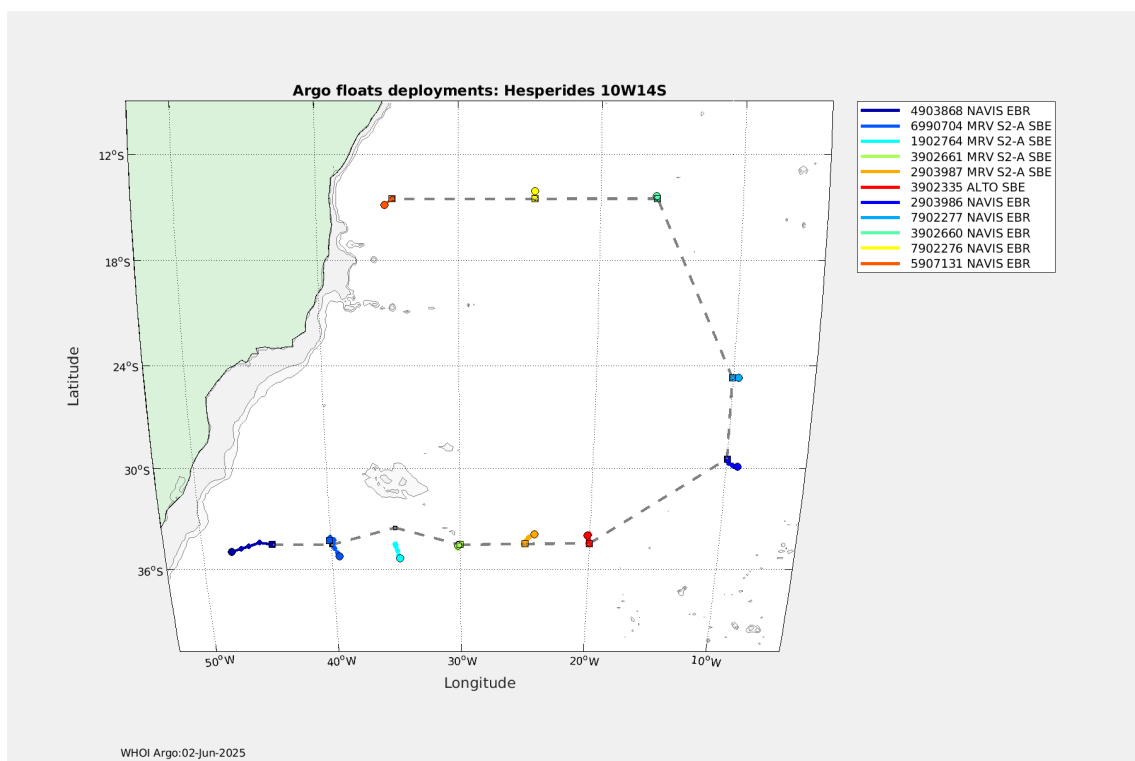 Argo floats deployments: Hesperides 10W14S
4903868 NAVIS EBR
6990704 MRV S2-A SBE
1902764 MRV S2-A SBE
3902661 MRV S2-A SBE
2903987 MRV S2-A SBE
3902335 ALTO SBE
2903986 NAVIS EBR
7902277 NAVIS EBR
3902660 NAVIS EBR
7902276 NAVIS EBR
5907131 NAVIS EBR
12°S
18°S
24°S
30°S
36°S
Latitude
50°W 40°W 30°W 20°W 10°W
Longitude
WHOI Argo:02-Jun-2025